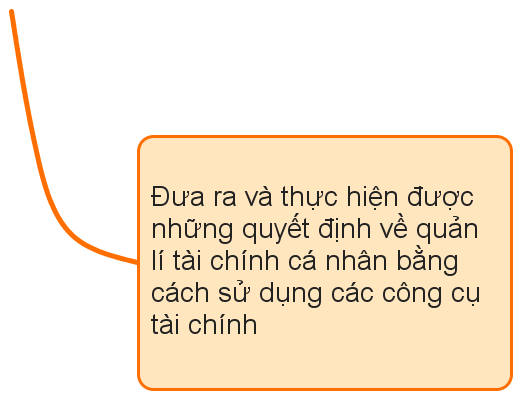 Đưa ra và thực hiện được
những quyết định về quản
lí tài chính cá nhân bằng
cách sử dụng các công cụ
tài chính